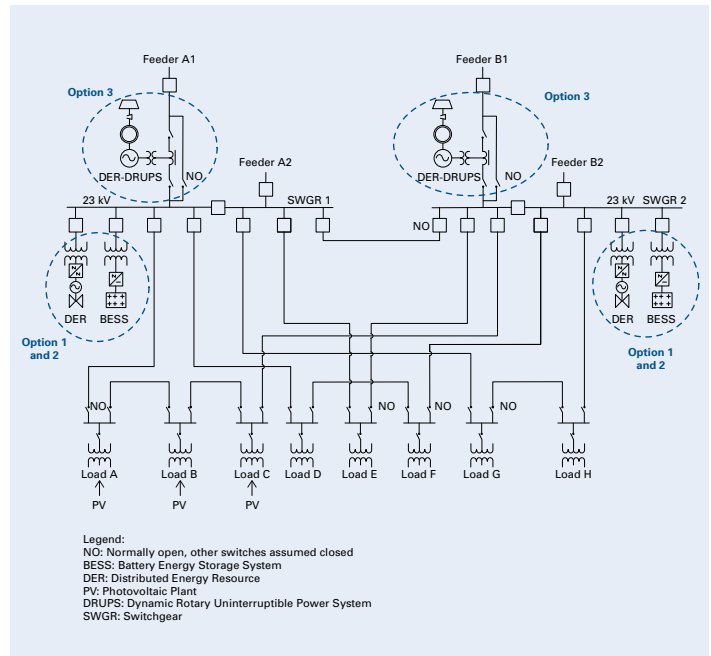 Feeder A1
Feeder B1
Option 3
Option 3
DER-DRUPS
NO
Feeder A2
DER-DRUPS
NO
Feeder B2
23 kV
SWGR 1
23 kV
SWGR 2
NO
DER
BESS
DER
BESS
Option 1
and 2
Option 1
and 2
NO
NO
NO
NO
Load A
Load B
Load C
Load D
Load E
Load F
Load G
Load H
PV
PV
PV
Legend:
NO: Normally open, other switches assumed closed
BESS: Battery Energy Storage System
DER: Distributed Energy Resource
PV: Photovoltaic Plant
DRUPS: Dynamic Rotary Uninterruptible Power System
SWGR: Switchgear